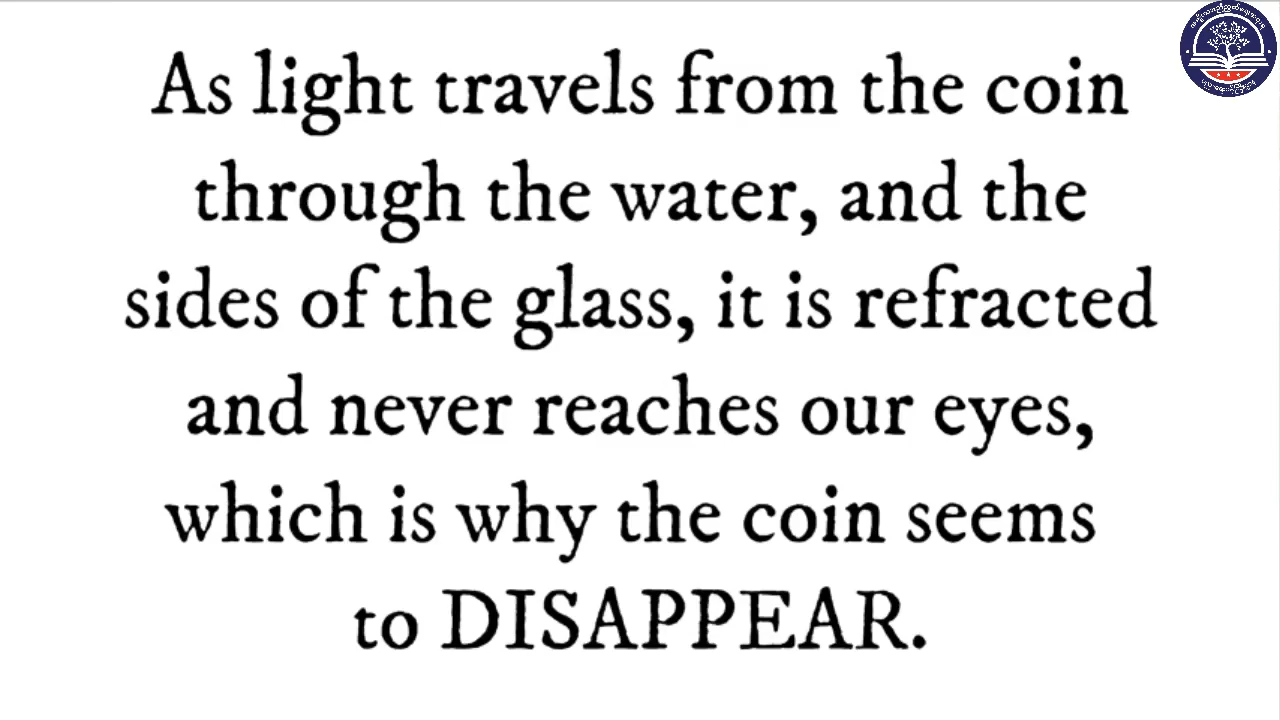 As light travels from the coin
through the water, and the
sides of the glass, it is refracted
and never reaches our eyes,
which is why the coin seems
to DISAPPEAR.